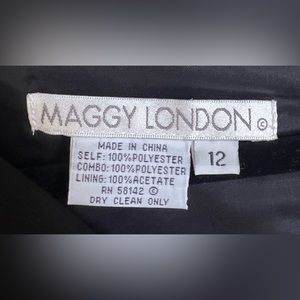 MAGGY LONDON ©
MADE IN CHINA
SELF: 100% POLYESTER
COMBO: 100% POLYESTER
LINING: 100% ACETATE
RN 58142 ©
DRY CLEAN ONLY
12